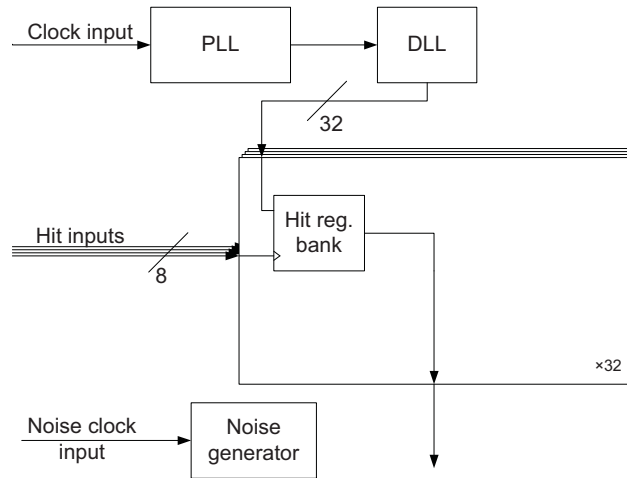 Clock input
PLL
DLL
32
Hit inputs
8
Hit reg.
bank
×32
Noise clock
input
Noise
generator